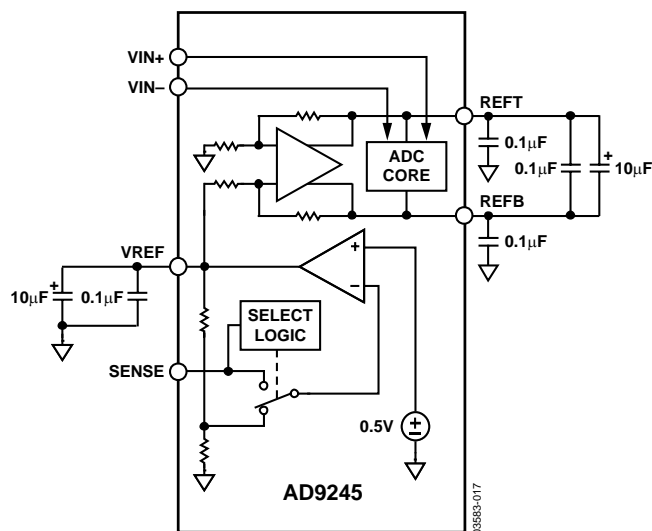 VIN+
VIN–
REFT
0.1µF
ADC
CORE
0.1µF
10µF
+
REFB
0.1µF
VREF
+
–
10µF
+
0.1µF
SELECT
LOGIC
SENSE
0.5V
+
–
AD9245
03583-017